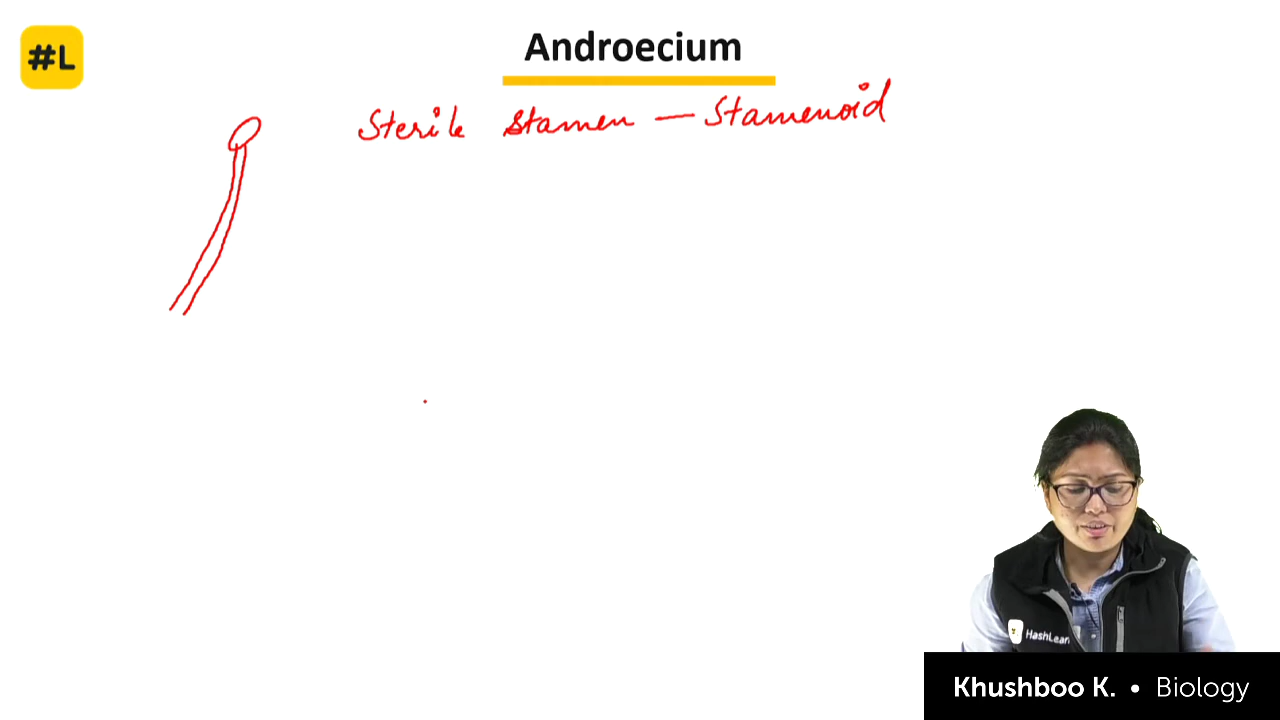 #L
Androecium
Sterile stamen — Stamenoid
HashLearn
Khushboo K. • Biology